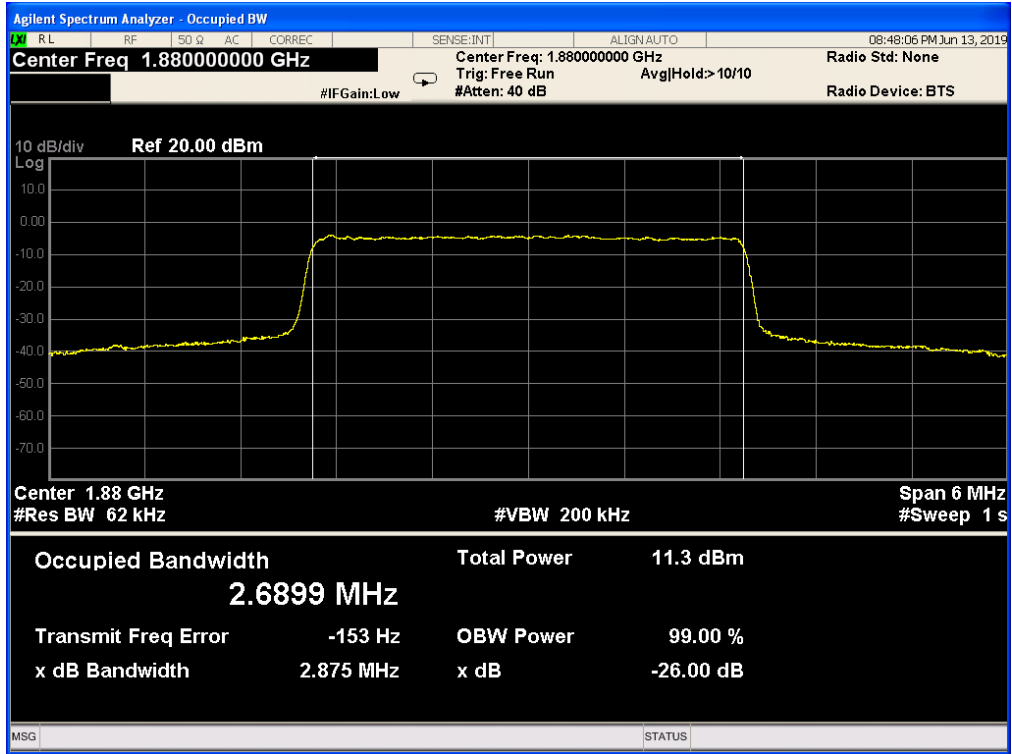 Agilent Spectrum Analyzer - Occupied BW
LXI RL RF 50 Ω AC CORREC SENSE:INT ALIGN AUTO 08:48:06 PM Jun 13, 2019
Center Freq 1.880000000 GHz Center Freq: 1.880000000 GHz Radio Std: None
Trig: Free Run Avg|Hold:> 10/10
#IFGain:Low #Atten: 40 dB Radio Device: BTS
10 dB/div Ref 20.00 dBm
Log
10.0
0.00
-10.0
-20.0
-30.0
-40.0
-50.0
-60.0
-70.0
Center 1.88 GHz Span 6 MHz
#Res BW 62 kHz #VBW 200 kHz #Sweep 1 s
Occupied Bandwidth Total Power 11.3 dBm
2.6899 MHz
Transmit Freq Error -153 Hz OBW Power 99.00 %
x dB Bandwidth 2.875 MHz x dB -26.00 dB
MSG STATUS